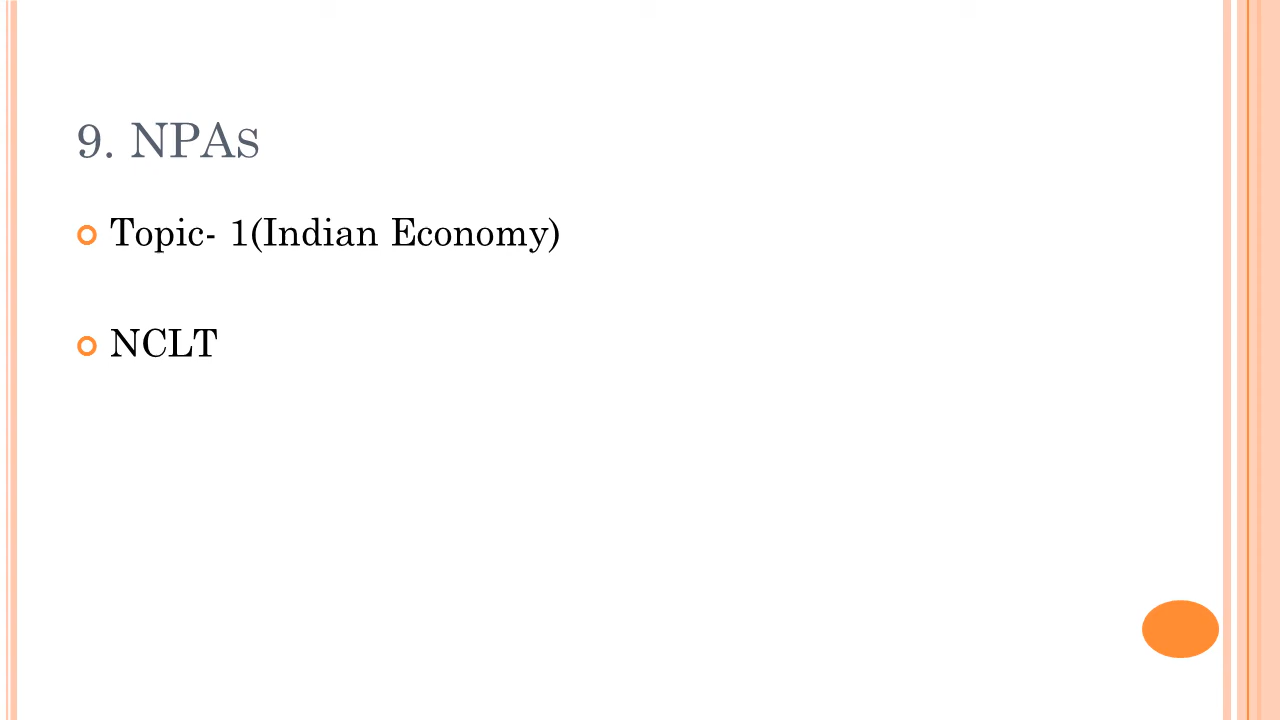 9. NPAs
Topic- 1(Indian Economy)
NCLT